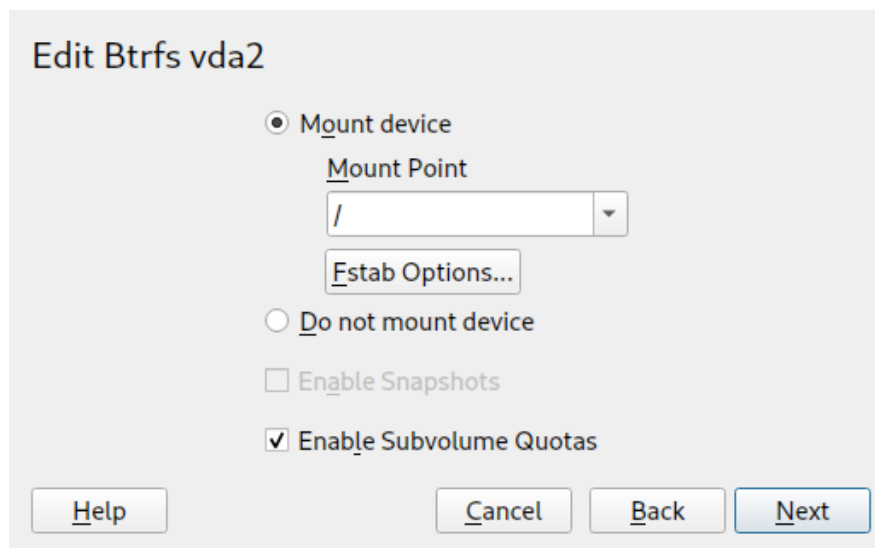 Edit Btrfs vda2
Mount device
Mount Point
/
Fstab Options...
Do not mount device
Enable Snapshots
Enable Subvolume Quotas
Help Cancel Back Next